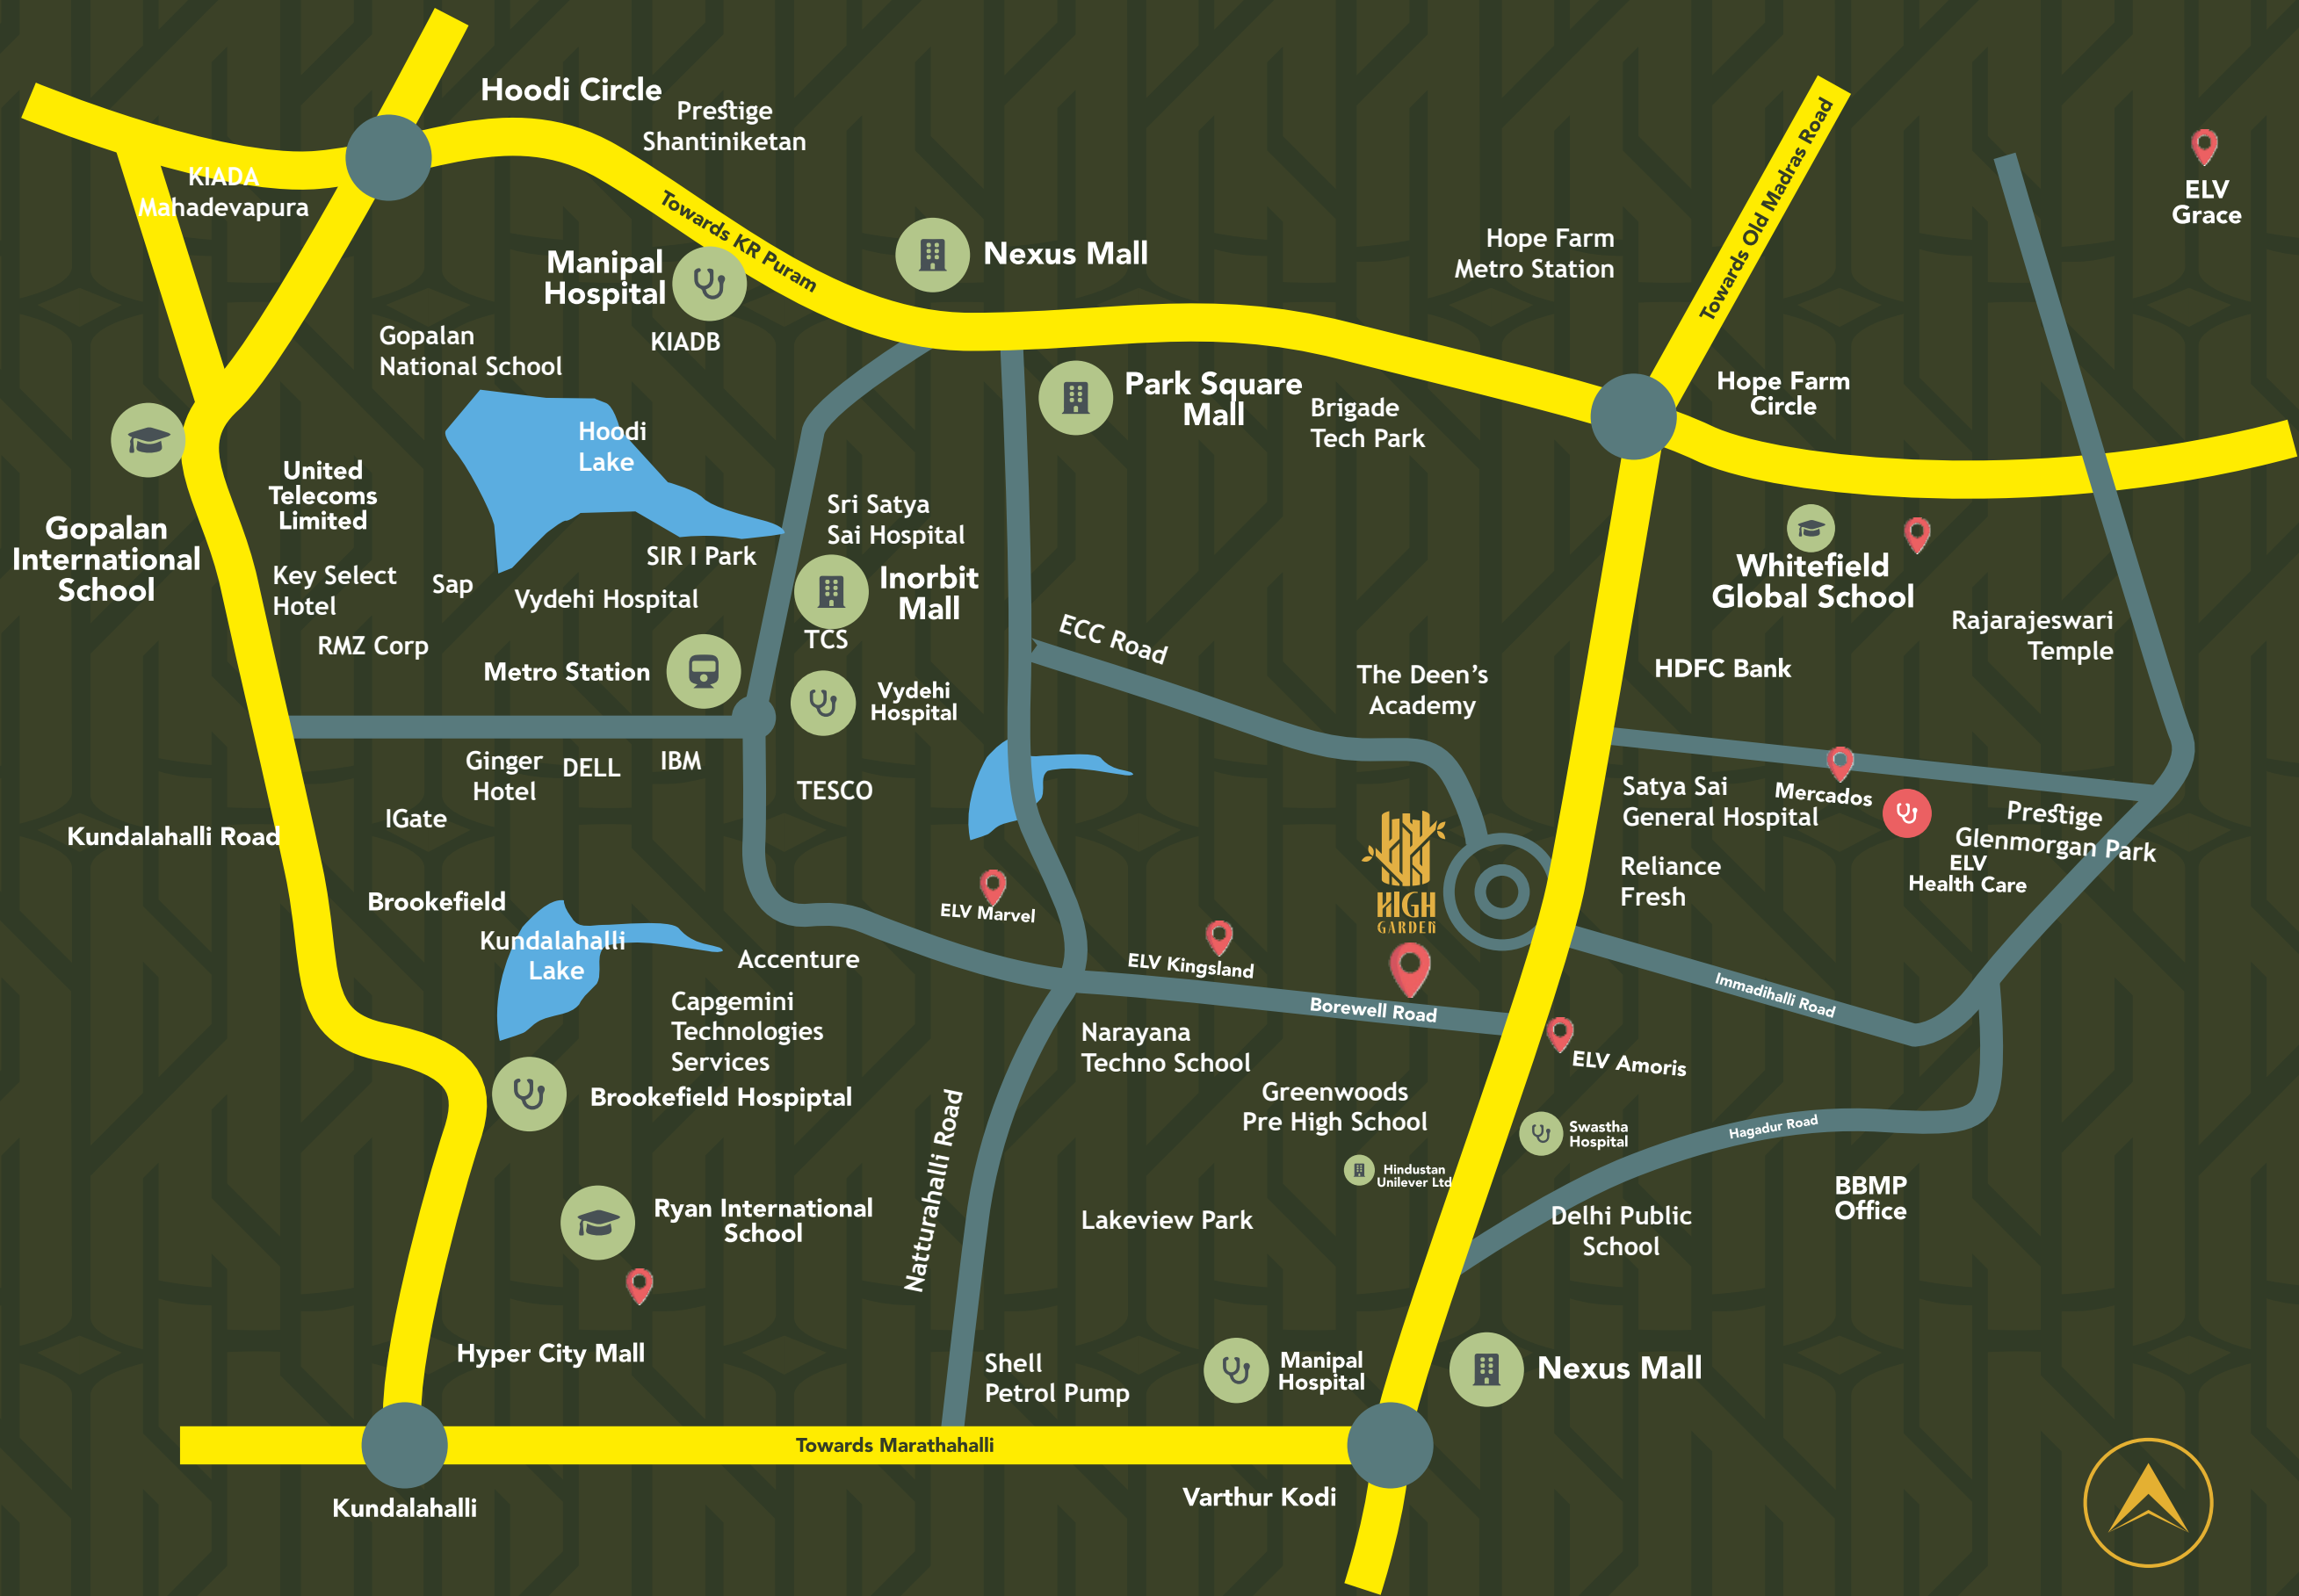 Hoodi Circle
Prestige
Shantiniketan
KIADA
Mahadevapura
Towards KR Puram
Manipal
Hospital
KIADB
Nexus Mall
Hope Farm
Metro Station
Towards Old Madras Road
ELV
Grace
Gopalan
National School
Hoodi
Lake
Park Square
Mall
Brigade
Tech Park
Hope Farm
Circle
Gopalan
International
School
United
Telecoms
Limited
Key Select
Hotel
Sap
RMZ Corp
Vydehi Hospital
SIR I Park
Sri Satya
Sai Hospital
Inorbit
Mall
TCS
Metro Station
Vydehi
Hospital
ECC Road
The Deen's
Academy
Whitefield
Global School
Rajarajeswari
Temple
HDFC Bank
Ginger
Hotel
DELL
IBM
IGate
TESCO
Kundalahalli Road
Satya Sai
General Hospital
Mercados
Prestige
Glenmorgan Park
ELV
Health Care
Reliance
Fresh
HIGH
GARDEN
Brookefield
Kundalahalli
Lake
Accenture
ELV Marvel
ELV Kingsland
Borewell Road
Immadihalli Road
Capgemini
Technologies
Services
Narayana
Techno School
ELV Amoris
Brookefield Hospiptal
Greenwoods
Pre High School
Swastha
Hospital
Hagadur Road
Hindustan
Unilever Ltd
Natturahalli Road
Ryan International
School
Lakeview Park
Delhi Public
School
BBMP
Office
Hyper City Mall
Shell
Petrol Pump
Manipal
Hospital
Nexus Mall
Towards Marathahalli
Kundalahalli
Varthur Kodi